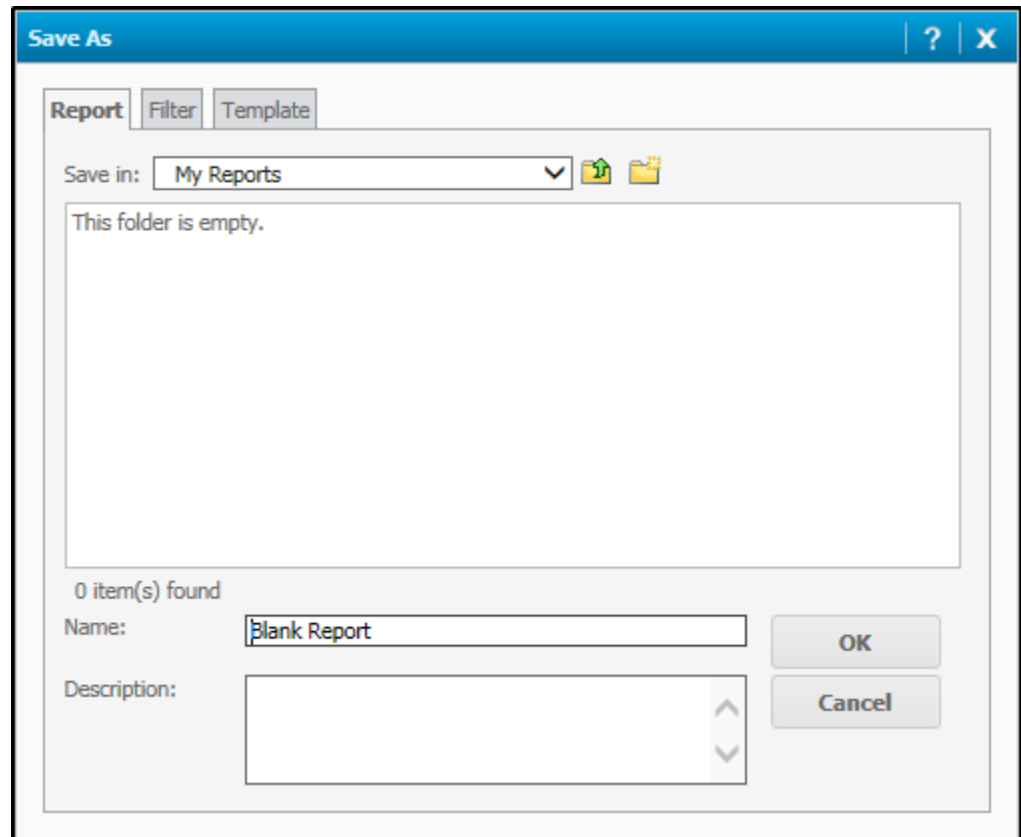 Save As ? X
Report Filter Template
Save in: My Reports
This folder is empty.
0 item(s) found
Name: Blank Report
OK
Description:
Cancel